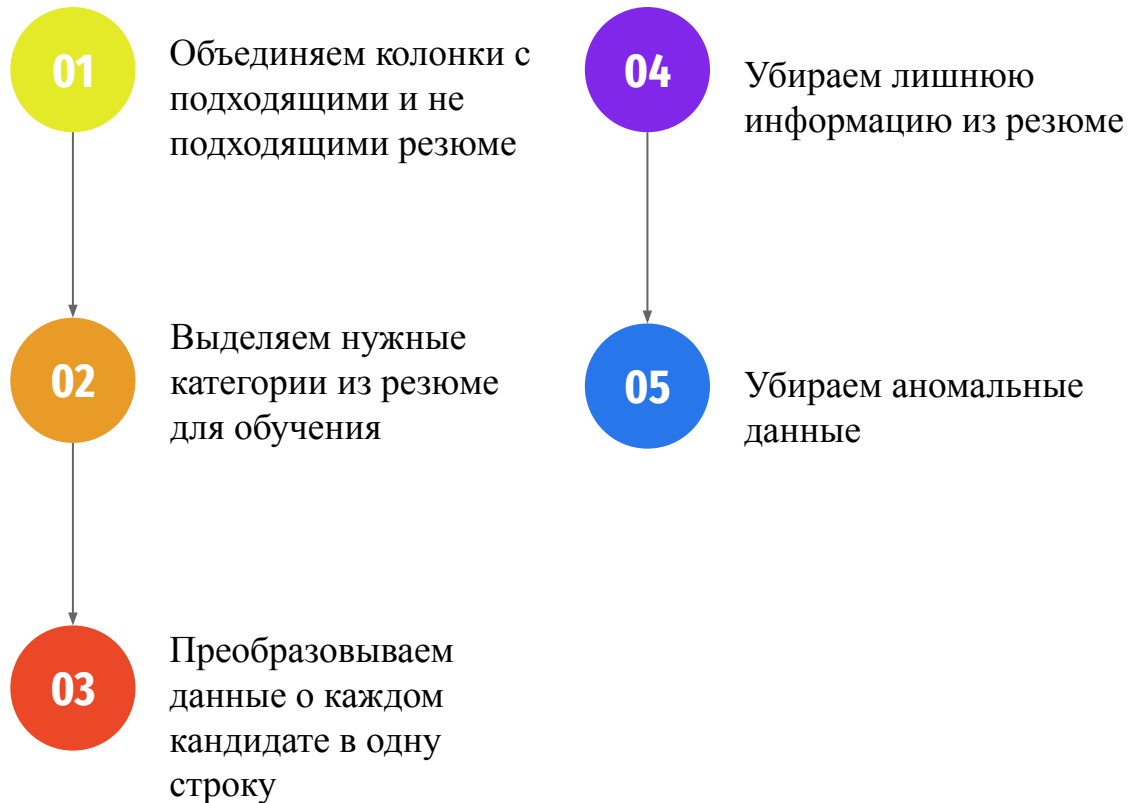 01
Объединяем колонки с
подходящими и не
подходящими резюме
02
Выделяем нужные
категории из резюме
для обучения
03
Преобразовываем
данные о каждом
кандидате в одну
строку
04
Убираем лишнюю
информацию из резюме
05
Убираем аномальные
данные